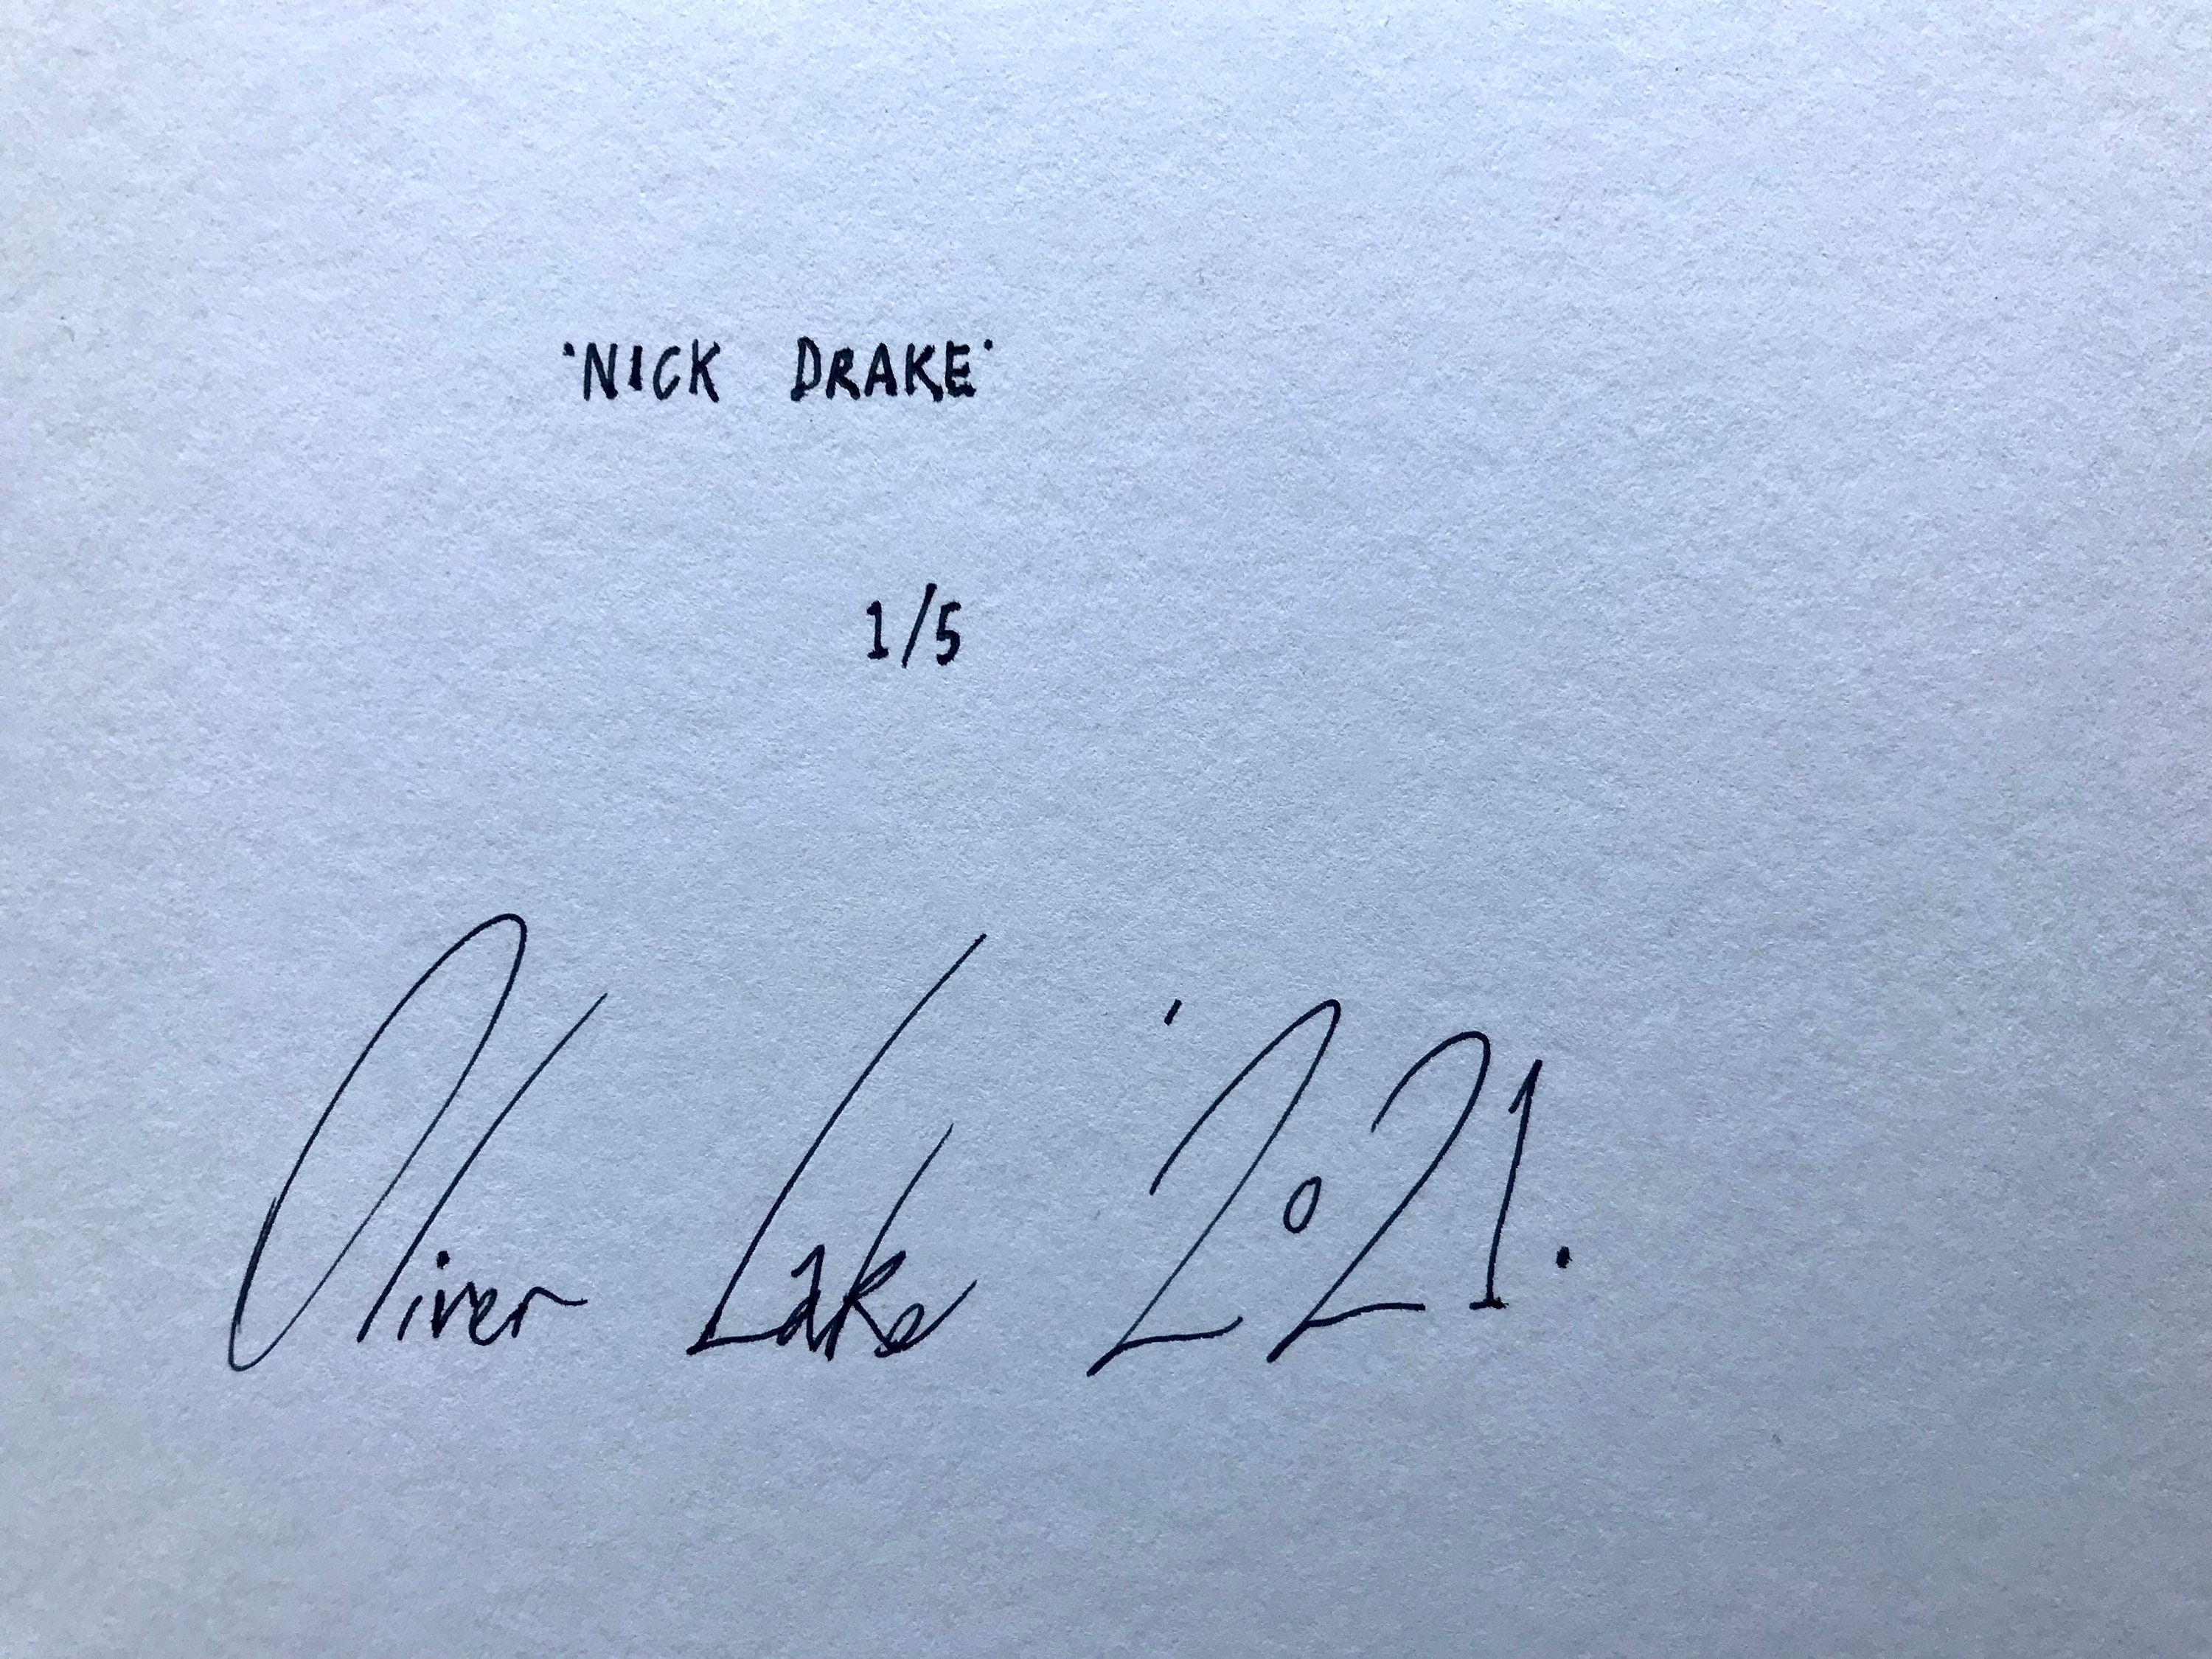 'NICK DRAKE'
1/5
Oliver Lake '2021.